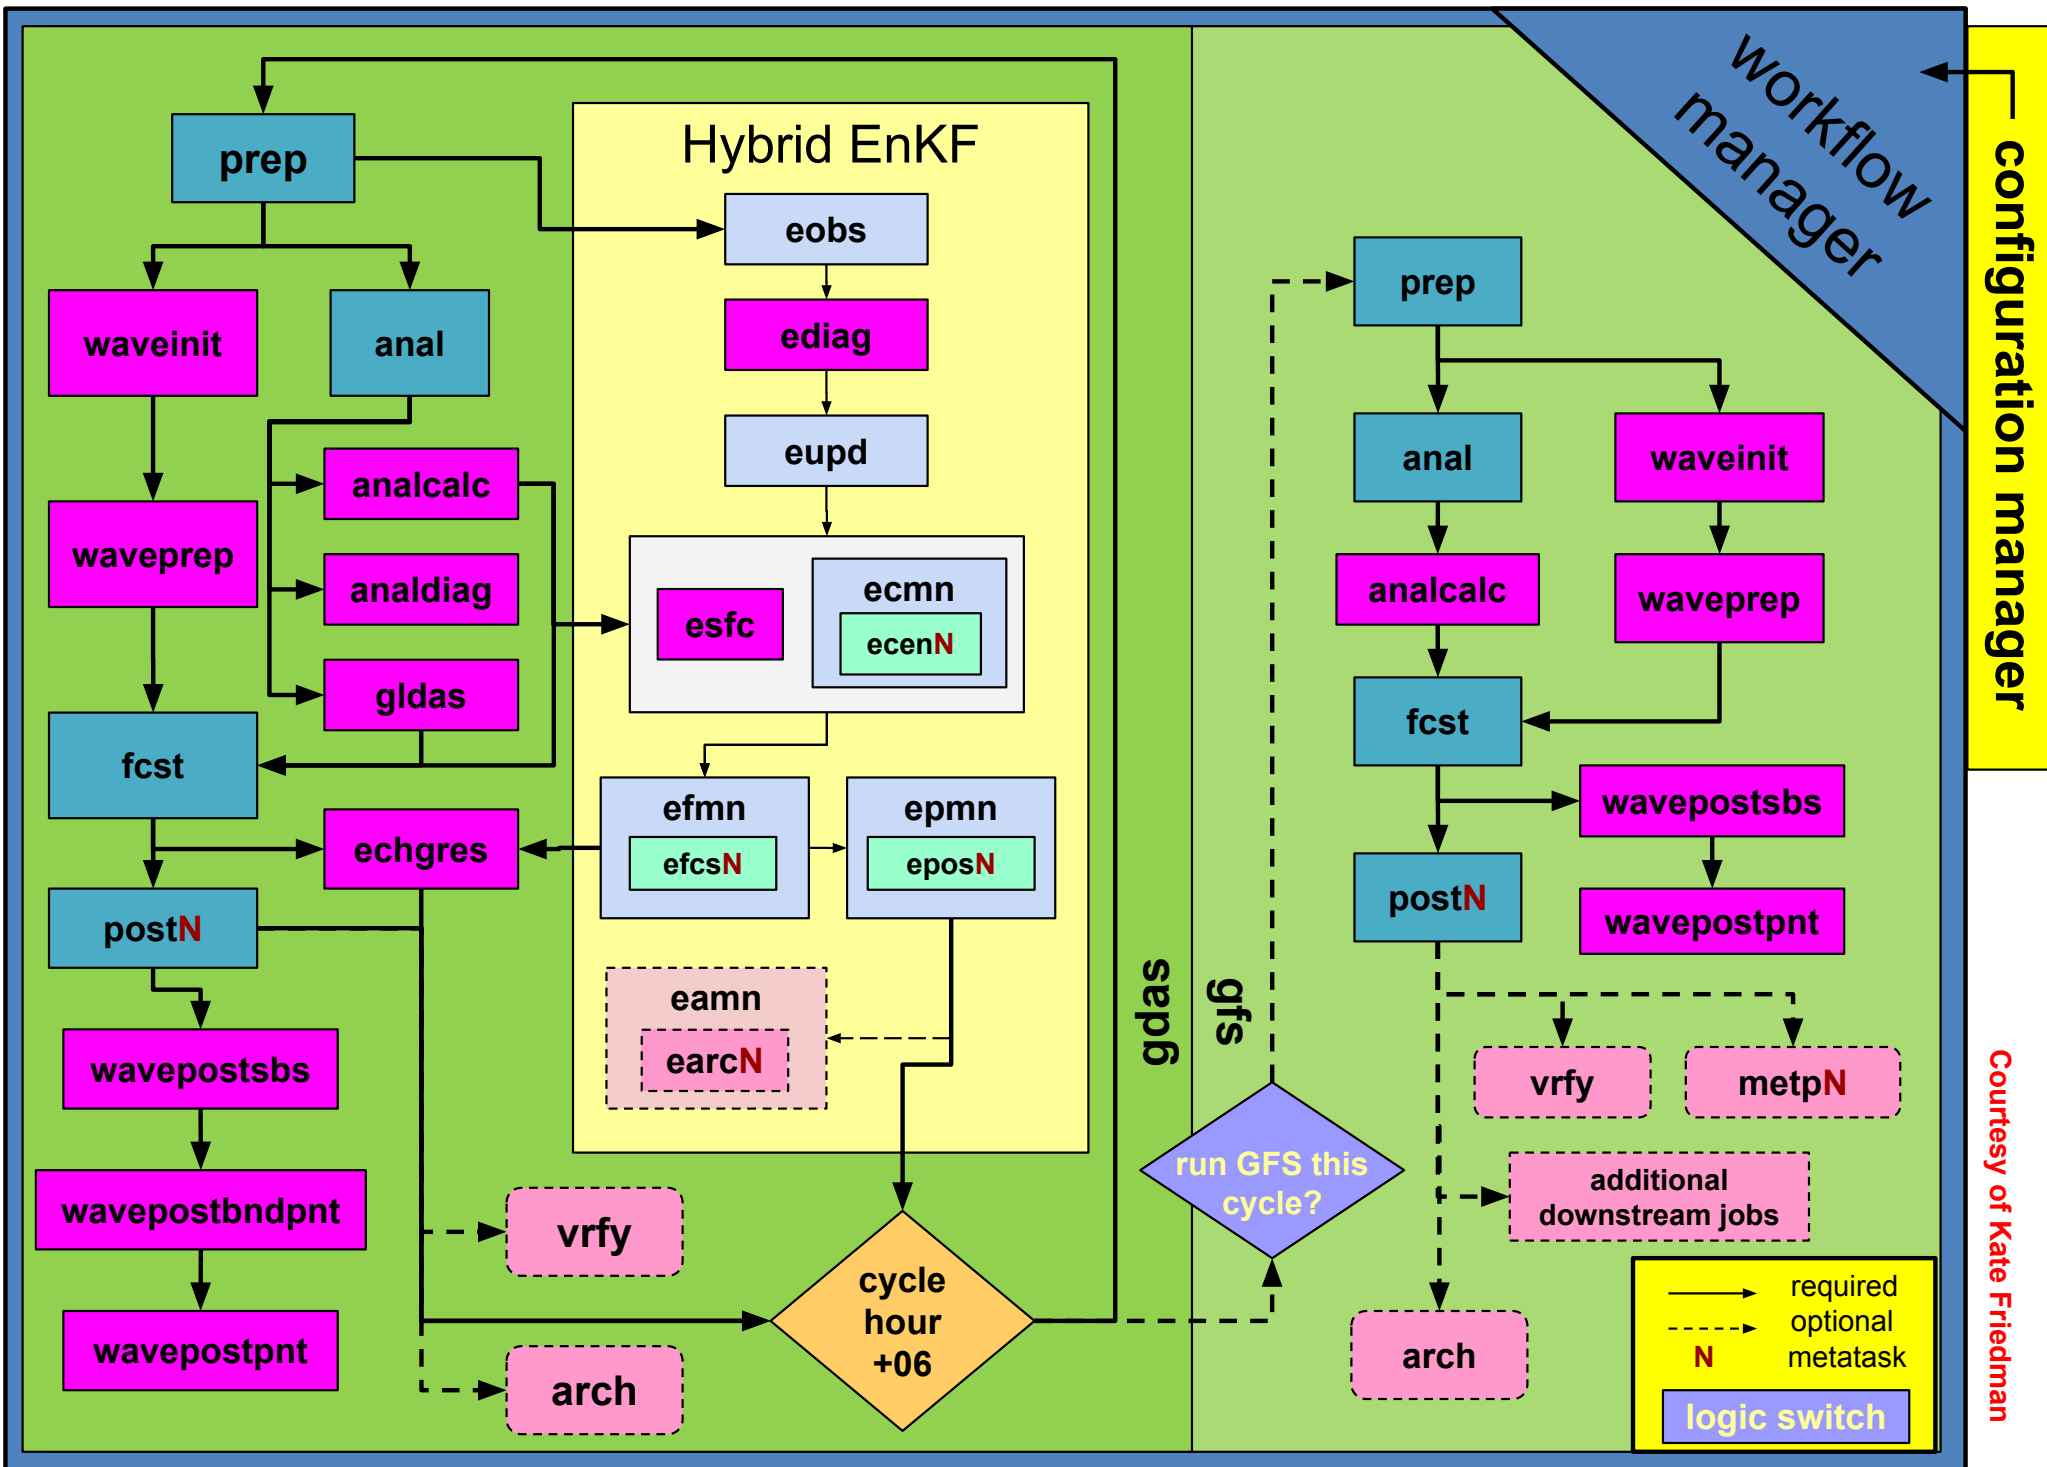 workflow
manager
configuration manager
Hybrid EnKF
prep
eobs
waveinit
anal
ediag
eupd
analcalc
waveprep
analdiag
esfc
ecmn
ecenN
gldas
fcst
efmn
efcsN
epmn
eposN
echgres
postN
eamn
earcN
wavepostsbs
wavepostbndpnt
wavepostpnt
vrfy
arch
cycle
hour
+06
gdas
gfs
run GFS this
cycle?
prep
anal
waveinit
analcalc
waveprep
fcst
wavepostsbs
postN
wavepostpnt
vrfy
metpN
additional
downstream jobs
arch
required
optional
N metatask
logic switch
Courtesy of Kate Friedman